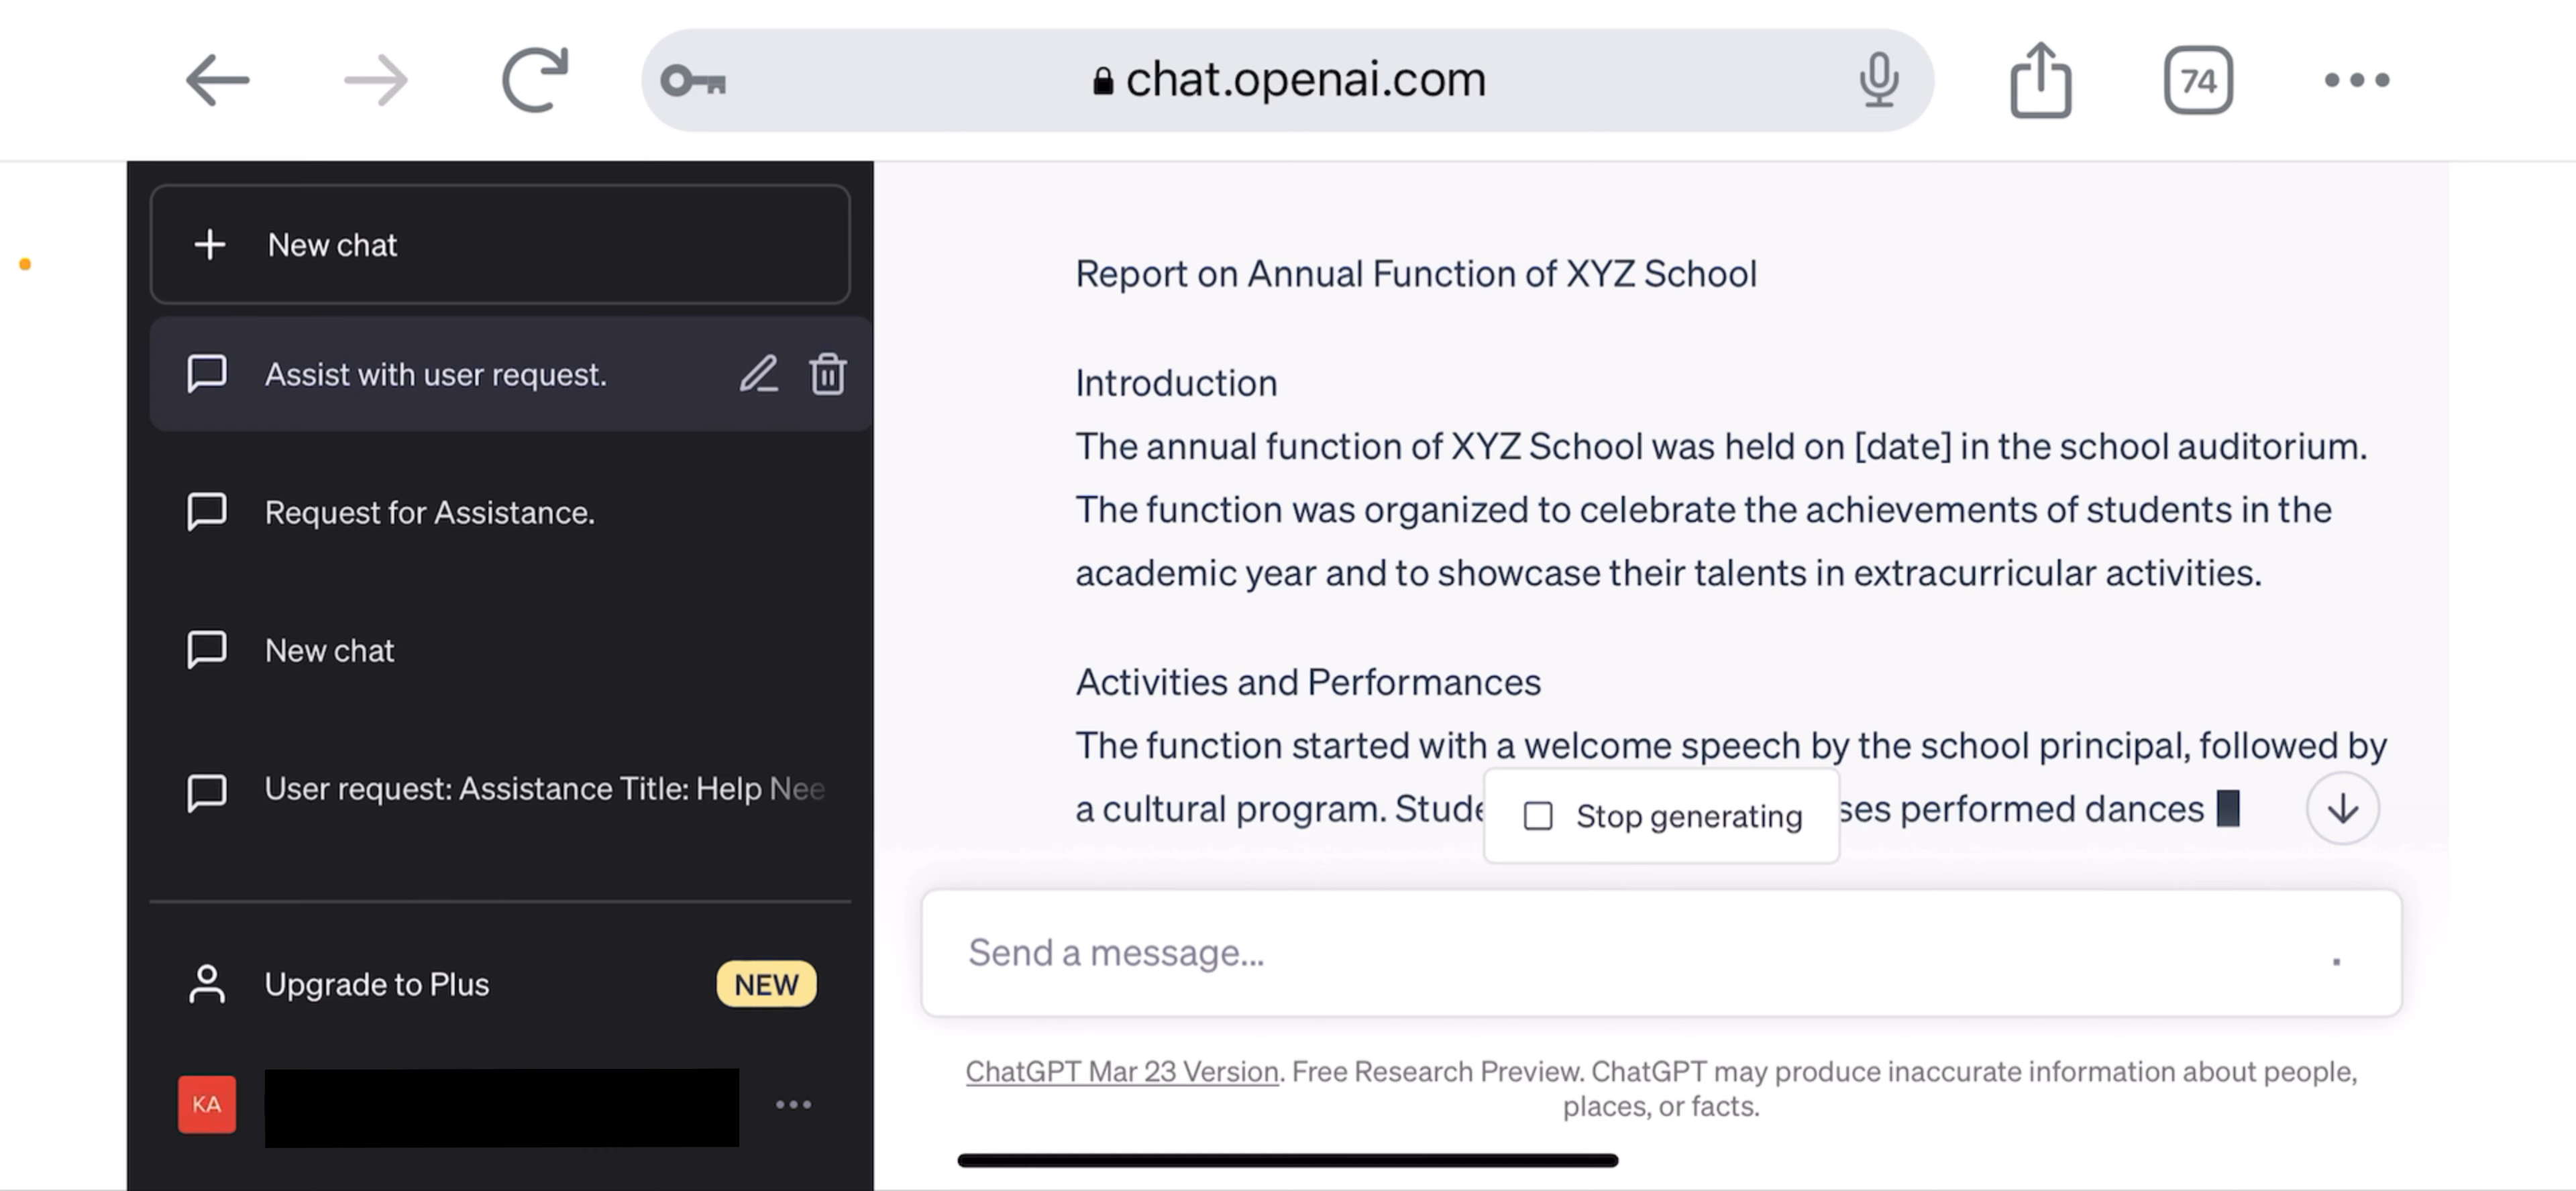 chat.openai.com
74
New chat
Assist with user request.
Request for Assistance.
New chat
User request: Assistance Title: Help Nee
Upgrade to Plus
NEW
KA
Report on Annual Function of XYZ School
Introduction
The annual function of XYZ School was held on [date] in the school auditorium.
The function was organized to celebrate the achievements of students in the
academic year and to showcase their talents in extracurricular activities.
Activities and Performances
The function started with a welcome speech by the school principal, followed by
a cultural program. Stude
Stop generating
ses performed dances
Send a message...
ChatGPT Mar 23 Version. Free Research Preview. ChatGPT may produce inaccurate information about people,
places, or facts.